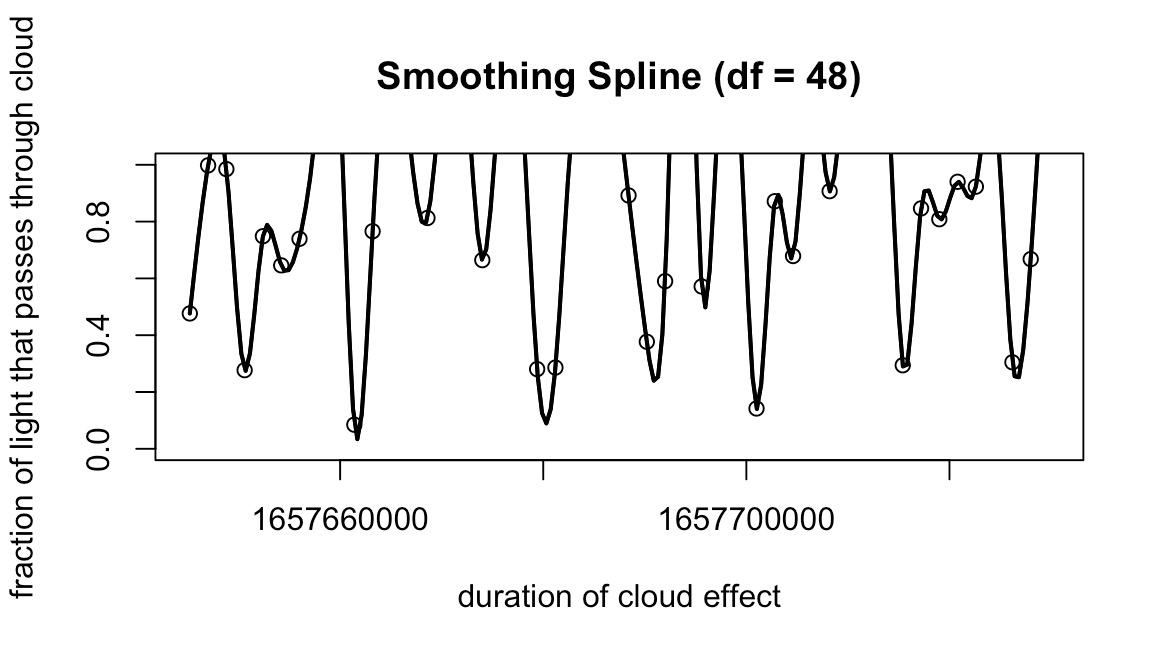 Smoothing Spline (df = 48)
fraction of light that passes through cloud
0.8
0.4
0.0
1657660000 1657700000
duration of cloud effect